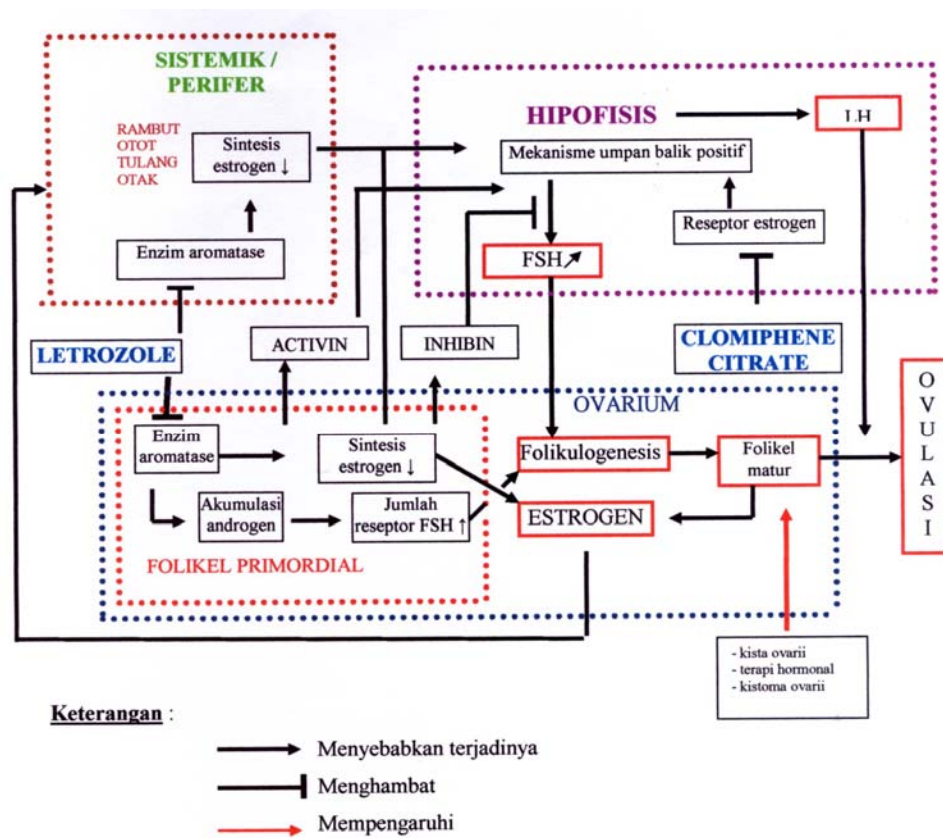 SISTEMIK /
PERIFER
RAMBUT
OTOT
TULANG
OTAK
Sintesis
estrogen ↓
Enzim aromatase
HIPOFISIS
LH
Mekanisme umpan balik positif
Reseptor estrogen
FSH
LETROZOLE
ACTIVIN
INHIBIN
CLOMIPHENE
CITRATE
OVARIUM
Enzim
aromatase
Sintesis
estrogen ↓
Akumulasi
androgen
Jumlah
reseptor FSH ↑
FOLIKEL PRIMORDIAL
Folikulogenesis
ESTROGEN
Folikel
matur
O
V
U
L
A
S
I
- kista ovarii
- terapi hormonal
- kistoma ovarii
Keterangan :
Menyebabkan terjadinya
Menghambat
Mempengaruhi